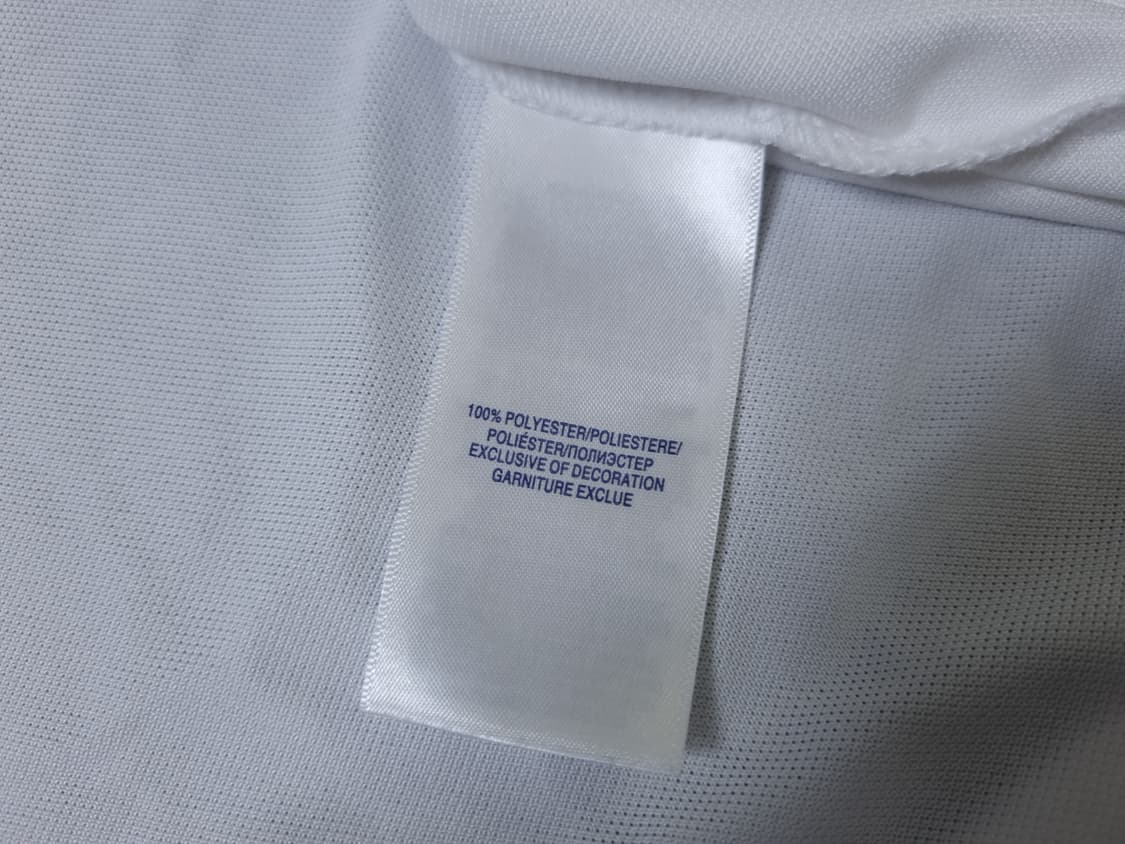 100% POLYESTER/POLIESTERE/
POLIÉSTER/ПОЛИЭСТЕР
EXCLUSIVE OF DECORATION
GARNITURE EXCLUE